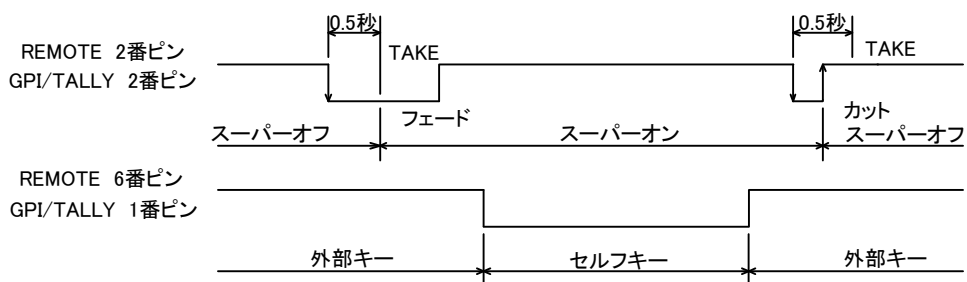 0.5秒 0.5秒
REMOTE 2番ピン TAKE TAKE
GPI/TALLY 2番ピン
フェード カット
スーパーオフ スーパーオン スーパーオフ
REMOTE 6番ピン
GPI/TALLY 1番ピン
外部キー セルフキー 外部キー